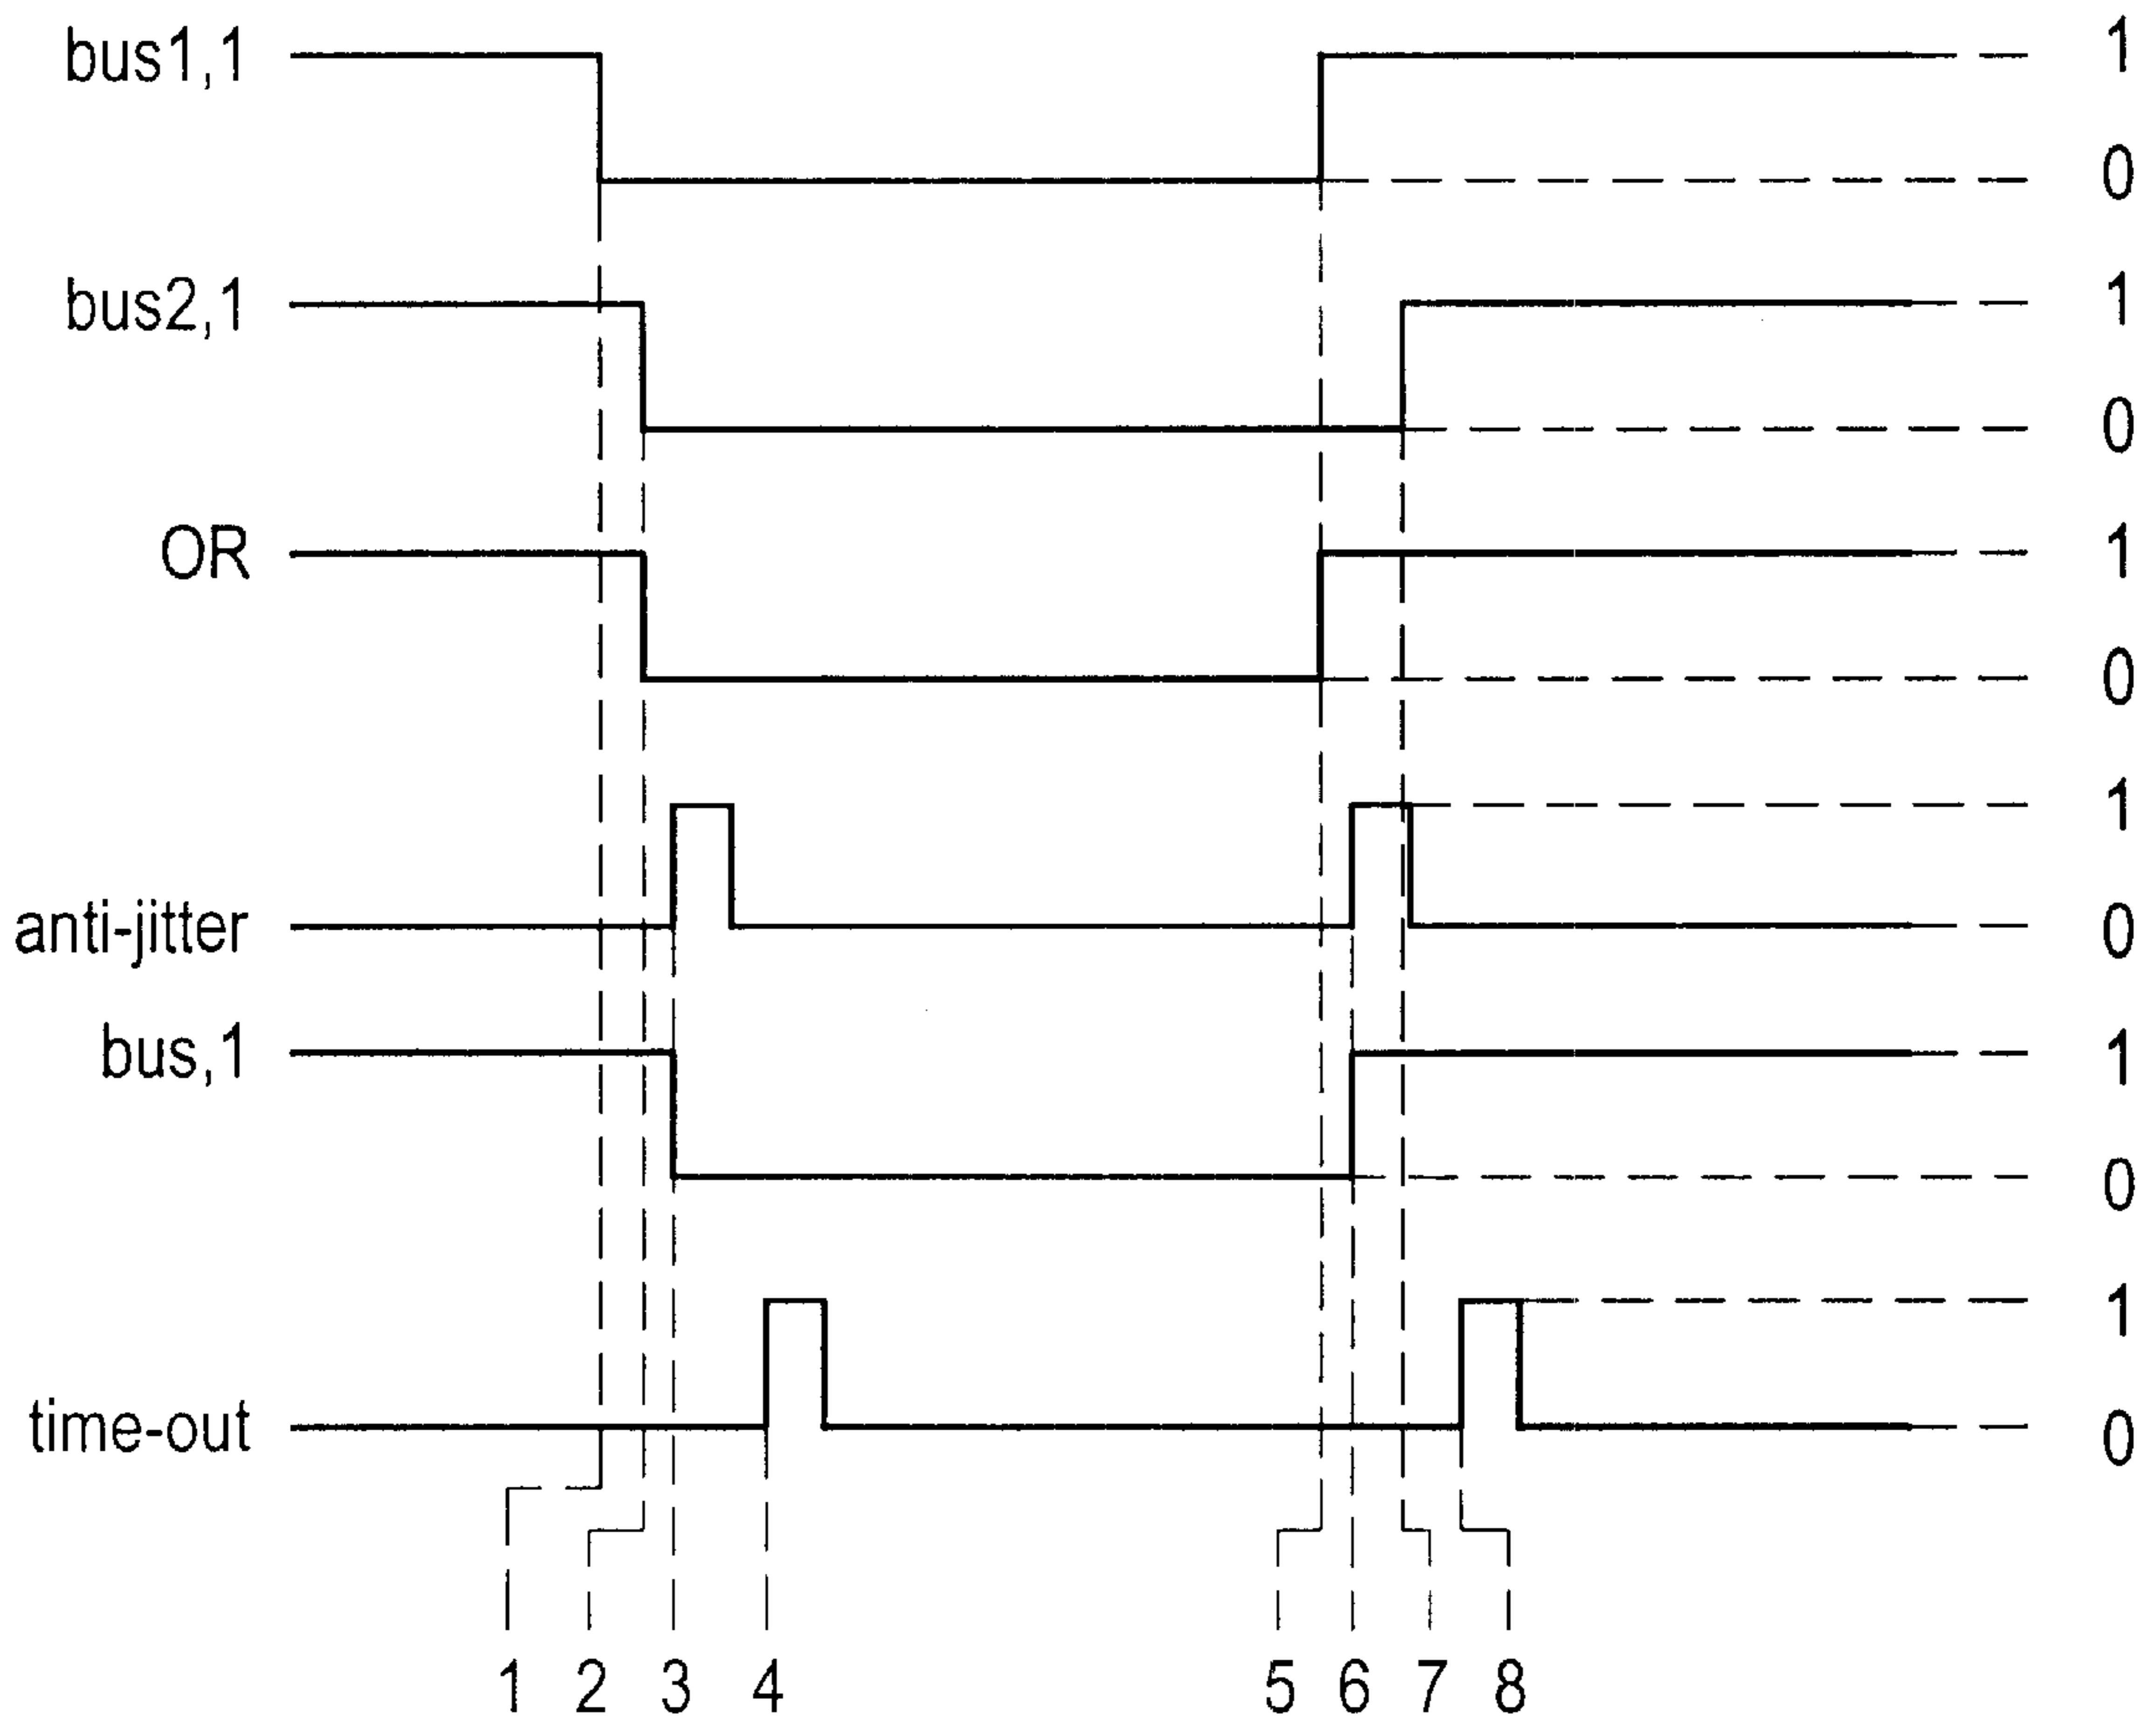 bus1,1 1
0
bus2,1 1
0
OR 1
0
1
anti-jitter 0
bus,1 1
0
1
time-out 0
1 2 3 4 5 6 7 8